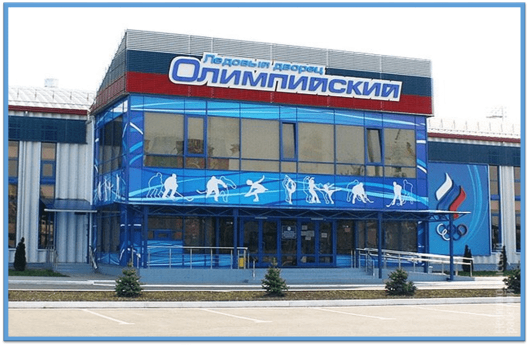 Ледовый дворец
Олимпийский